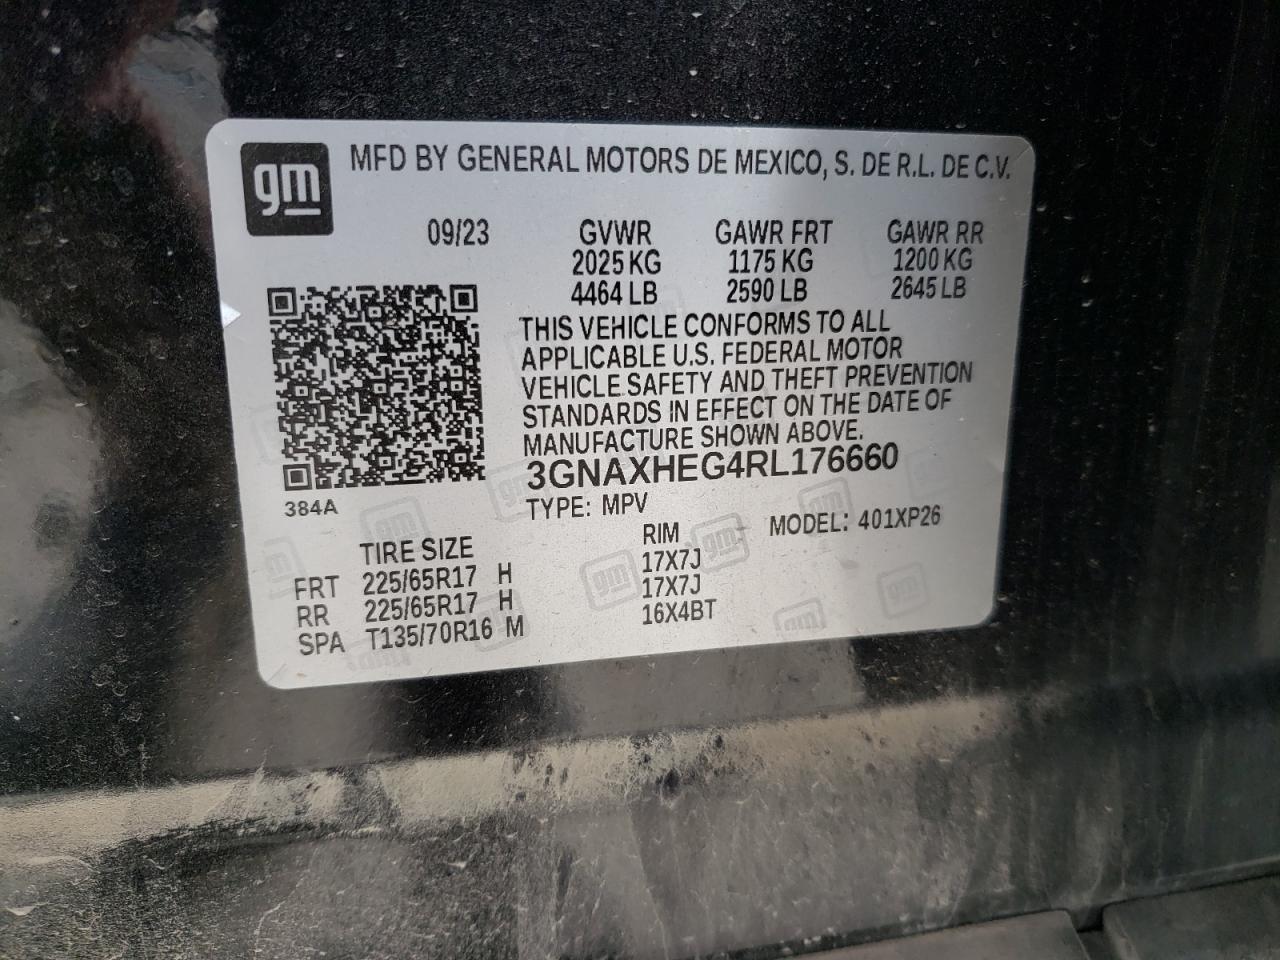 gm MFD BY GENERAL MOTORS DE MEXICO, S. DE R.L. DE C.V.
09/23 GVWR GAWR FRT GAWR RR
2025 KG 1175 KG 1200 KG
4464 LB 2590 LB 2645 LB
THIS VEHICLE CONFORMS TO ALL
APPLICABLE U.S. FEDERAL MOTOR
VEHICLE SAFETY AND THEFT PREVENTION
STANDARDS IN EFFECT ON THE DATE OF
MANUFACTURE SHOWN ABOVE.
3GNAXHEG4RL176660
384A
TYPE: MPV MODEL: 401XP26
TIRE SIZE RIM
FRT 225/65R17 H 17X7J
RR 225/65R17 H 17X7J
SPA T135/70R16 M 16X4BT